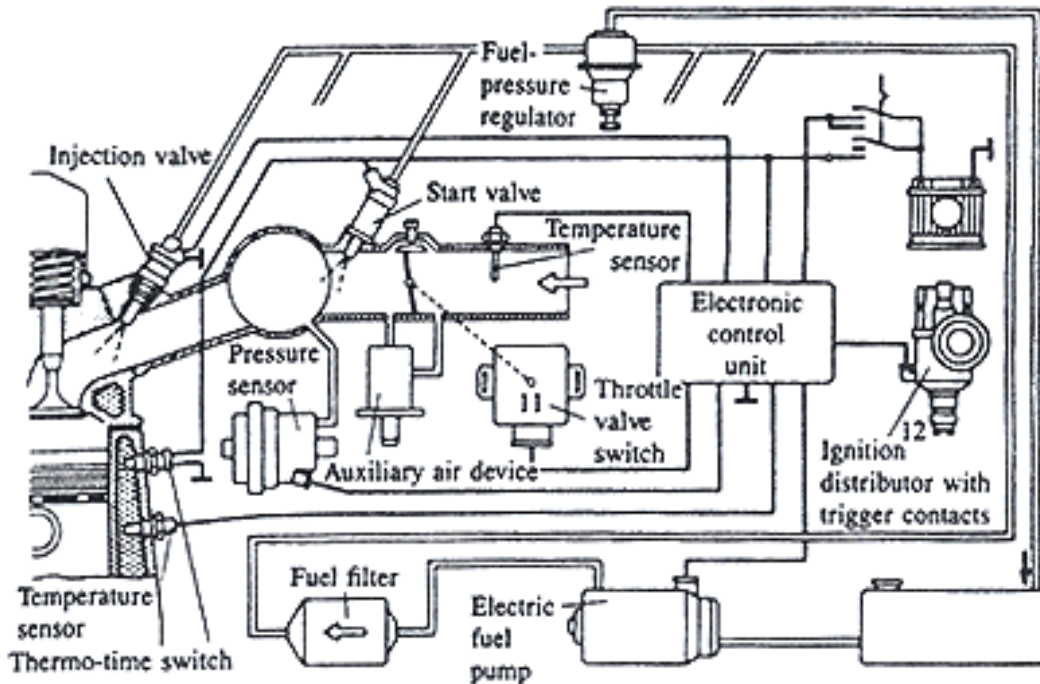 Fuel-
pressure
regulator
Injection valve
Start valve
Temperature
sensor
Electronic
control
unit
Pressure
sensor
Throttle
valve
switch
Auxiliary air device
12
Ignition
distributor with
trigger contacts
Fuel filter
Electric
fuel
pump
Temperature
sensor
Thermo-time switch